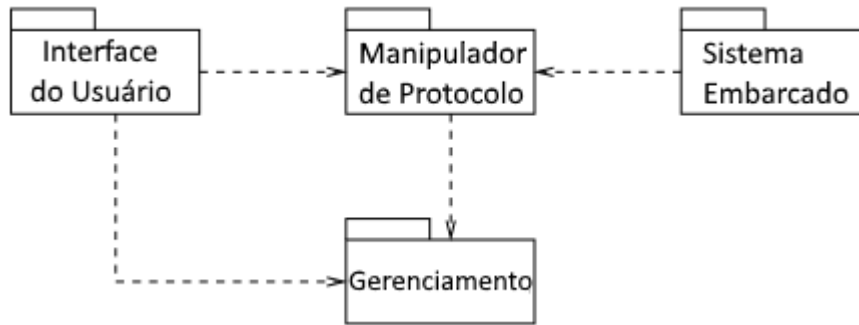 Interface
do Usuário
Manipulador
de Protocolo
Sistema
Embarcado
Gerenciamento